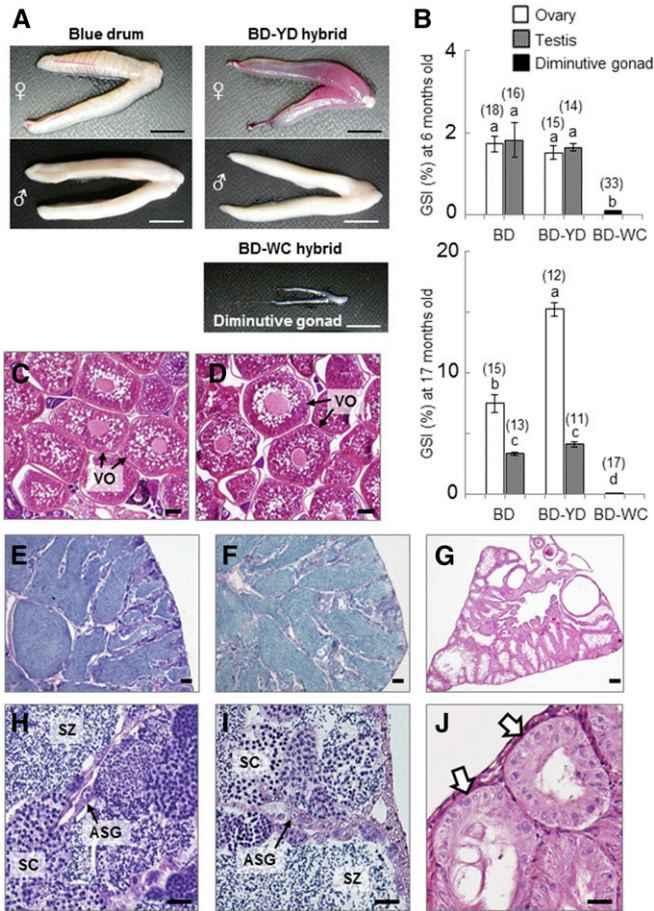 A
Blue drum
BD-YD hybrid
♀
♀
♂
♂
BD-WC hybrid
Diminutive gonad
B
Ovary
Testis
Diminutive gonad
GSI (%) at 6 months old
4
2
0
(18)
a
(16)
a
(15)
a
(14)
a
(33)
b
BD
BD-YD
BD-WC
GSI (%) at 17 months old
20
10
0
(15)
b
(13)
c
(12)
a
(11)
c
(17)
d
BD
BD-YD
BD-WC
C
VO
D
VO
E
F
G
H
SZ
ASG
SC
I
SC
ASG
SZ
J